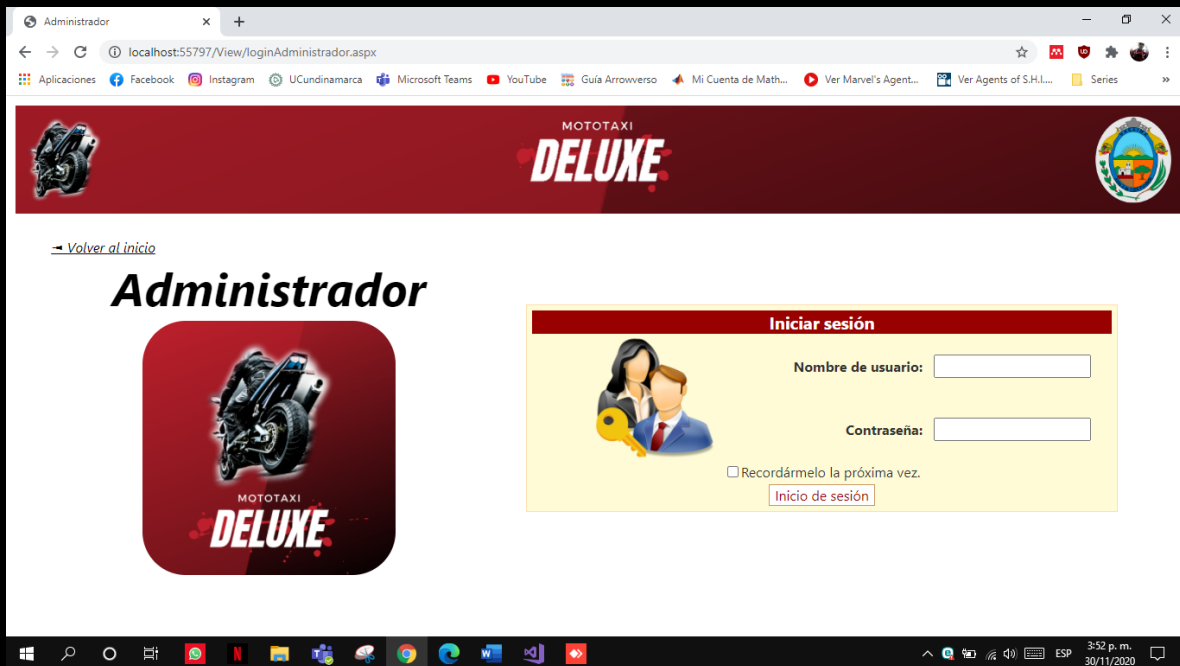 Administrador
localhost:55797/View/loginAdministrador.aspx
Aplicaciones Facebook Instagram UCundinamarca Microsoft Teams YouTube Guía Arrowverso Mi Cuenta de Math... Ver Marvel's Agent... Ver Agents of S.H.I.... Series »
MOTOTAXI
DELUXE
◄ Volver al inicio
Administrador
MOTOTAXI
DELUXE
Iniciar sesión
Nombre de usuario:
Contraseña:
Recordármelo la próxima vez.
Inicio de sesión
ESP
3:52 p. m.
30/11/2020